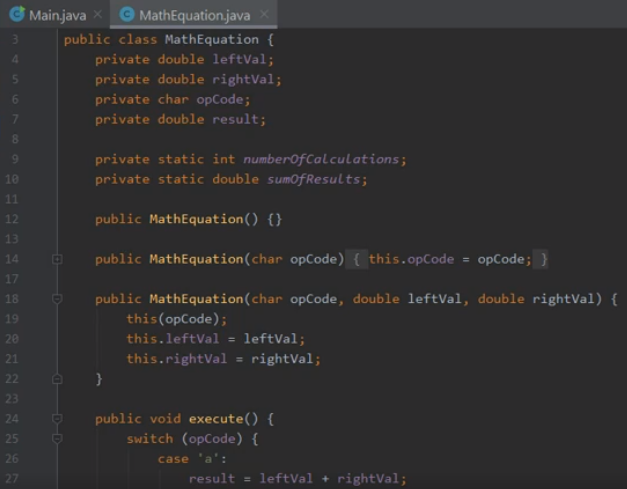 Main.java
MathEquation.java
3 public class MathEquation {
4 private double leftVal;
5 private double rightVal;
6 private char opCode;
7 private double result;
8
9 private static int numberOfCalculations;
10 private static double sumOfResults;
11
12 public MathEquation() {}
13
14 public MathEquation(char opCode) { this.opCode = opCode; }
17
18 public MathEquation(char opCode, double leftVal, double rightVal) {
19 this(opCode);
20 this.leftVal = leftVal;
21 this.rightVal = rightVal;
22 }
23
24 public void execute() {
25 switch (opCode) {
26 case 'a':
27 result = leftVal + rightVal;